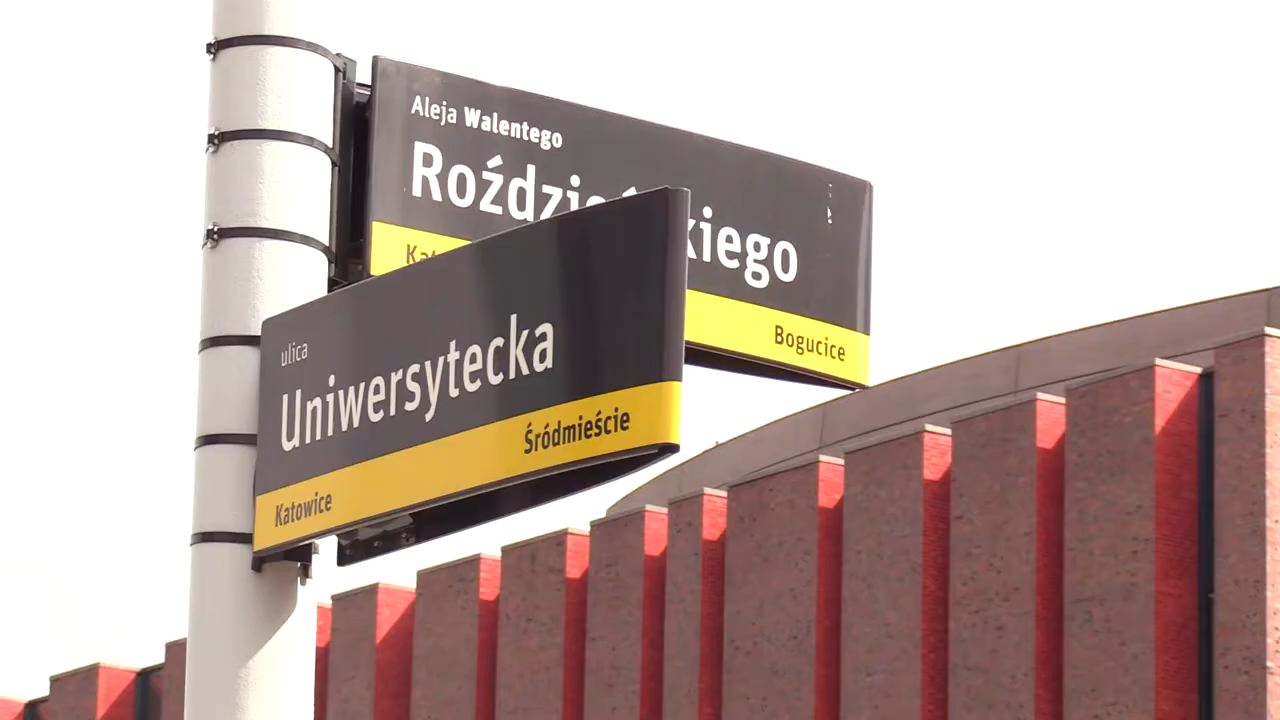 Aleja Walentego
Bogucice
ulica
Uniwersytecka
Śródmieście
Katowice